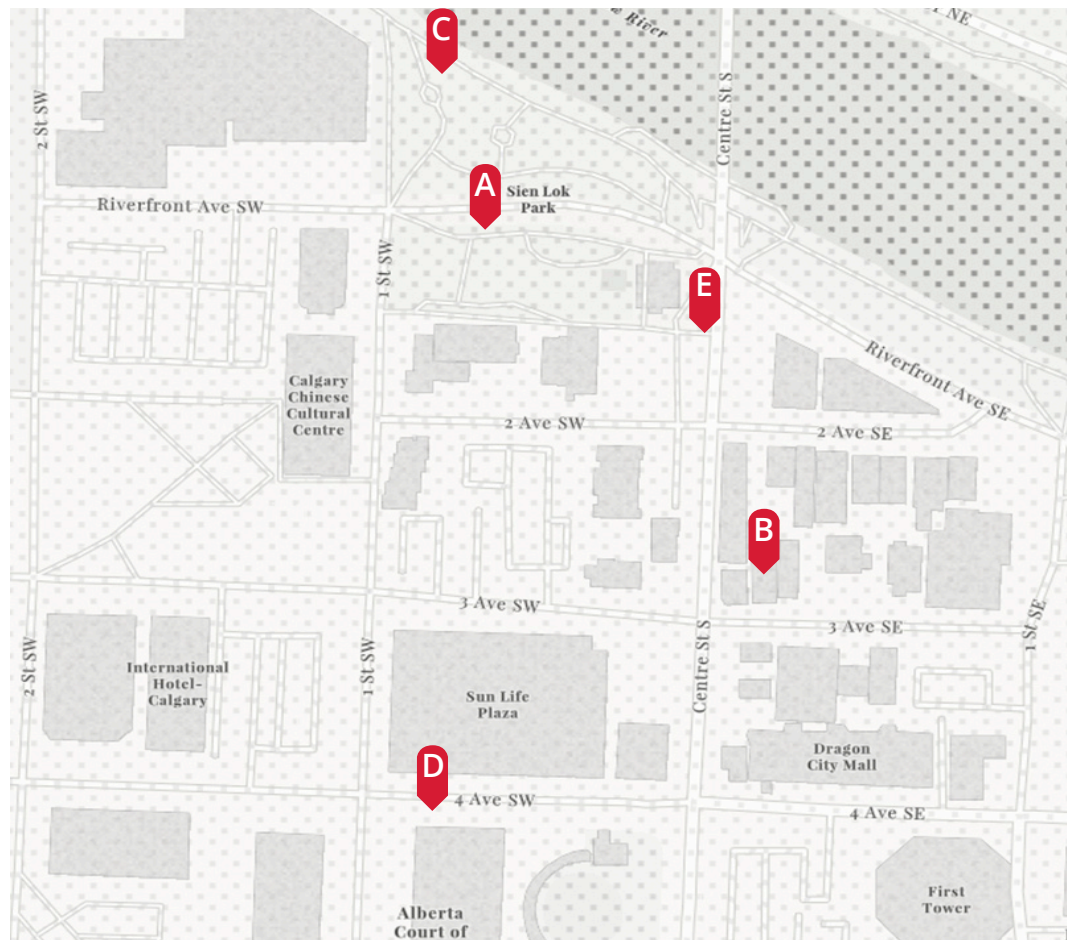 C
River
NE
2 St SW
Centre St S
A
Sien Lok
Park
Riverfront Ave SW
1 St SW
E
Riverfront Ave SE
Calgary
Chinese
Cultural
Centre
2 Ave SW
2 Ave SE
B
3 Ave SW
3 Ave SE
1 St SE
2 St SW
International
Hotel-
Calgary
1 St SW
Sun Life
Plaza
Centre St S
Dragon
City Mall
D
4 Ave SW
4 Ave SE
First
Tower
Alberta
Court of